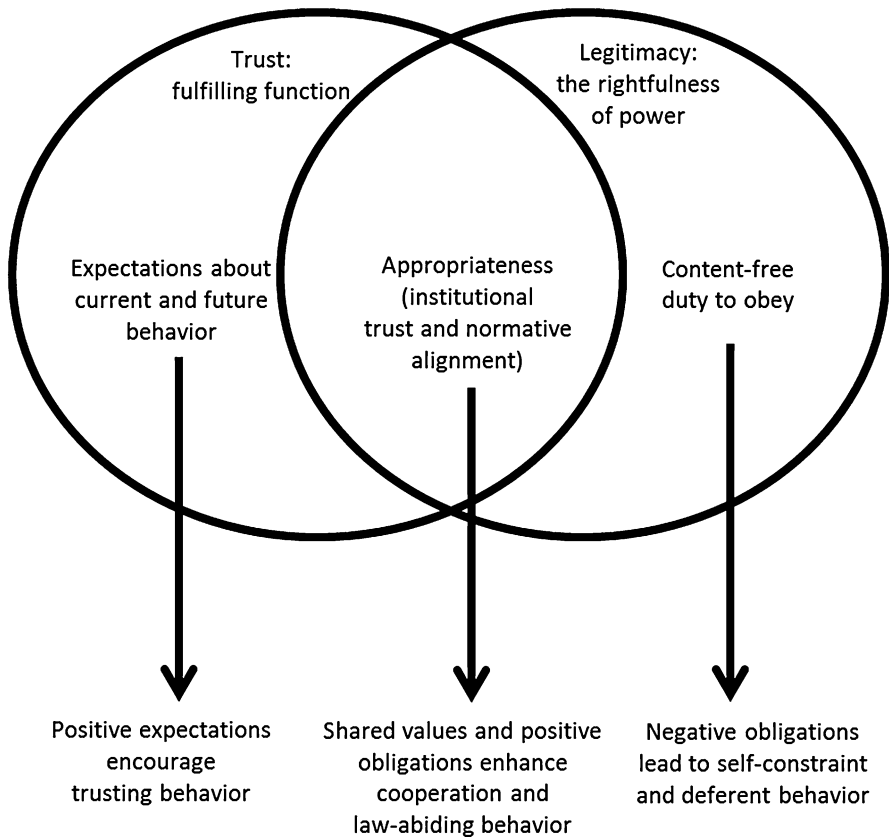 Trust:
fulfilling function
Legitimacy:
the rightfulness
of power
Expectations about
current and future
behavior
Appropriateness
(institutional
trust and normative
alignment)
Content-free
duty to obey
Positive expectations
encourage
trusting behavior
Shared values and positive
obligations enhance
cooperation and
law-abiding behavior
Negative obligations
lead to self-constraint
and deferent behavior